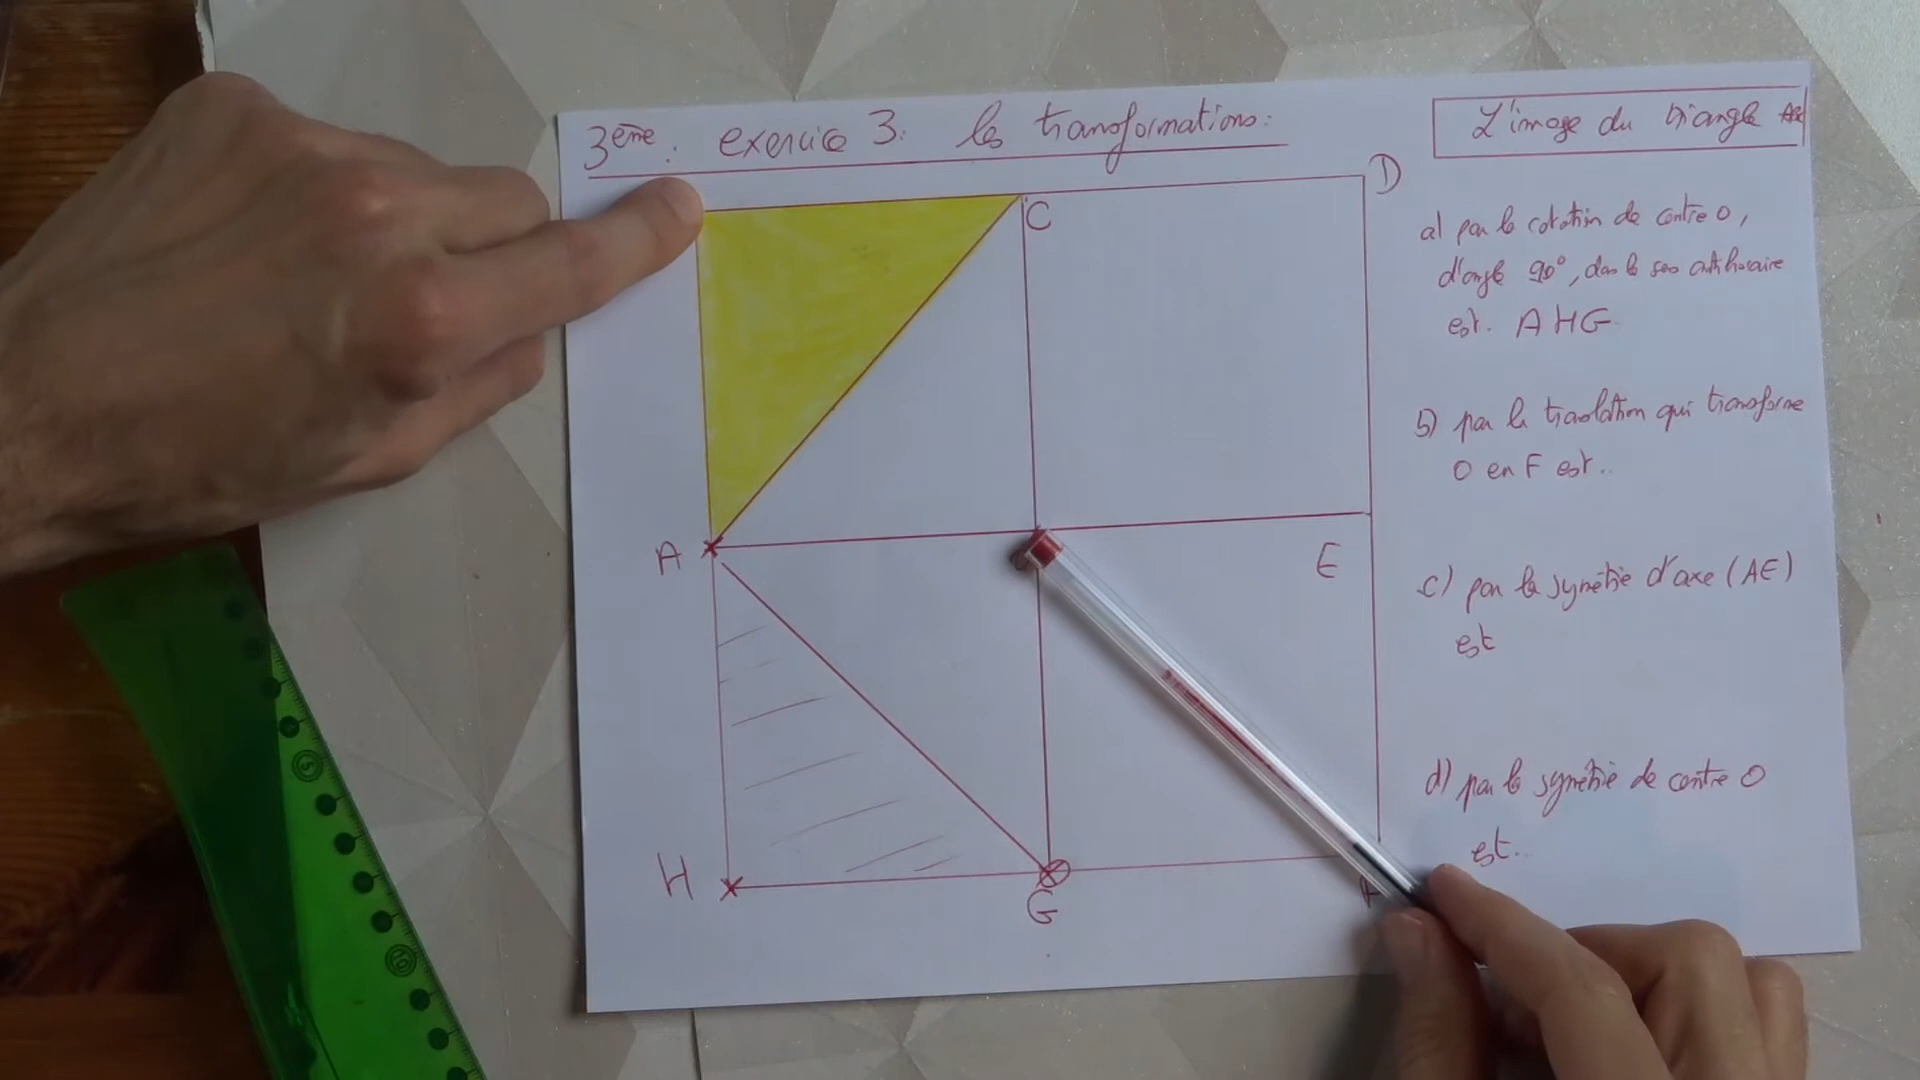 3ème: exercice 3: les transformations:
L'image du triangle
D
C
a) par la rotation de centre O,
d'angle 90°, dans le sens antihoraire
est. AHG
b) par la translation qui transforme
O en F est..
A
E
c) par la symétrie d'axe (AE)
est
d) par la symétrie de centre O
est..
H
G
5
10